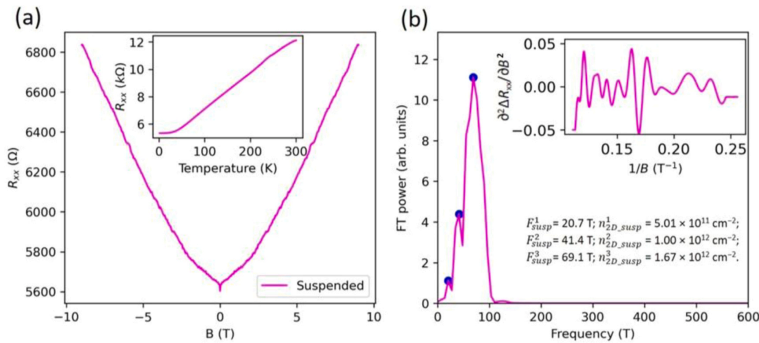 (a)
6800
6600
6400
6200
6000
5800
5600
R_xx (Ω)
12
10
8
6
4
R_xx (kΩ)
0 100 200 300
Temperature (K)
Suspended
−10 −5 0 5 10
B (T)
(b)
12
10
8
6
4
2
0
FT power (arb. units)
0.05
0.00
−0.05
∂²ΔR_xx/∂B²
0.15 0.20 0.25
1/B (T⁻¹)
F¹_susp = 20.7 T; n¹_2D_susp = 5.01 × 10¹¹ cm⁻²;
F²_susp = 41.4 T; n²_2D_susp = 1.00 × 10¹² cm⁻²;
F³_susp = 69.1 T; n³_2D_susp = 1.67 × 10¹² cm⁻².
0 100 200 300 400 500 600
Frequency (T)